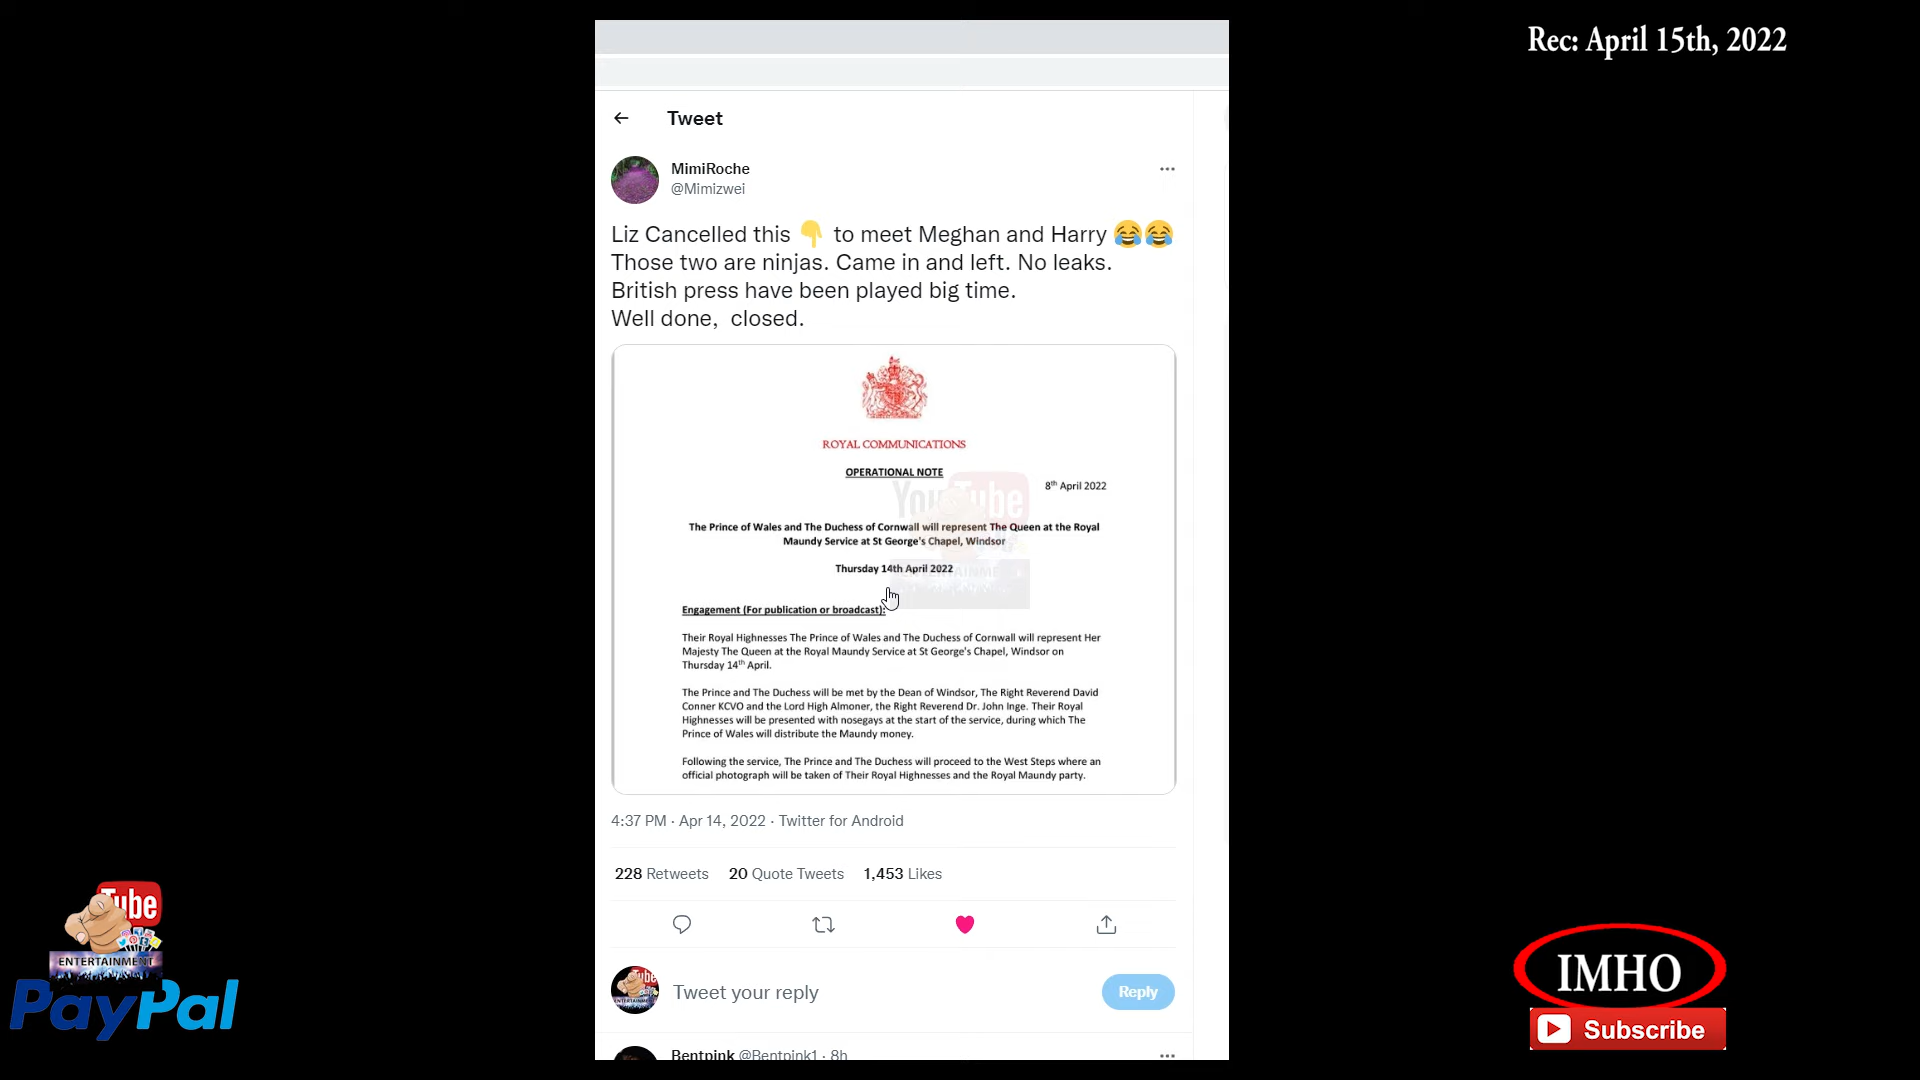 Rec: April 15th, 2022
Tweet
MimiRoche
@Mimizwei
Liz Cancelled this 👇 to meet Meghan and Harry 😂😂
Those two are ninjas. Came in and left. No leaks.
British press have been played big time.
Well done,  closed.
ROYAL COMMUNICATIONS
OPERATIONAL NOTE
8th April 2022
The Prince of Wales and The Duchess of Cornwall will represent The Queen at the Royal
Maundy Service at St George's Chapel, Windsor
Thursday 14th April 2022
Engagement (For publication or broadcast):
Their Royal Highnesses The Prince of Wales and The Duchess of Cornwall will represent Her
Majesty The Queen at the Royal Maundy Service at St George's Chapel, Windsor on
Thursday 14th April.
The Prince and The Duchess will be met by the Dean of Windsor, The Right Reverend David
Conner KCVO and the Lord High Almoner, the Right Reverend Dr. John Inge. Their Royal
Highnesses will be presented with nosegays at the start of the service, during which The
Prince of Wales will distribute the Maundy money.
Following the service, The Prince and The Duchess will proceed to the West Steps where an
official photograph will be taken of Their Royal Highnesses and the Royal Maundy party.
YouTube
ENTERTAINMENT
4:37 PM · Apr 14, 2022 · Twitter for Android
228 Retweets 20 Quote Tweets 1,453 Likes
Tweet your reply
Reply
Bentpink @Bentpink1 · 8h
Tube
ENTERTAINMENT
PayPal
IMHO
Subscribe